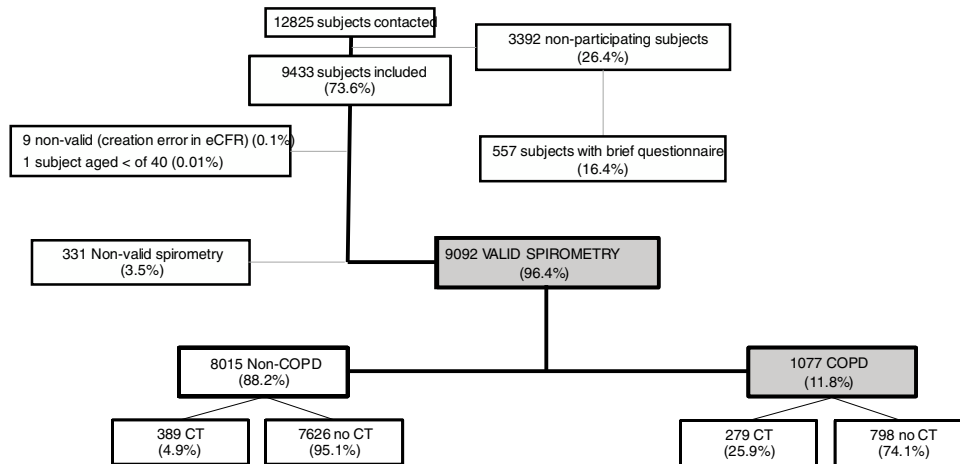 12825 subjects contacted
3392 non-participating subjects
(26.4%)
9433 subjects included
(73.6%)
9 non-valid (creation error in eCFR) (0.1%)
1 subject aged < of 40 (0.01%)
557 subjects with brief questionnaire
(16.4%)
331 Non-valid spirometry
(3.5%)
9092 VALID SPIROMETRY
(96.4%)
8015 Non-COPD
(88.2%)
1077 COPD
(11.8%)
389 CT
(4.9%)
7626 no CT
(95.1%)
279 CT
(25.9%)
798 no CT
(74.1%)